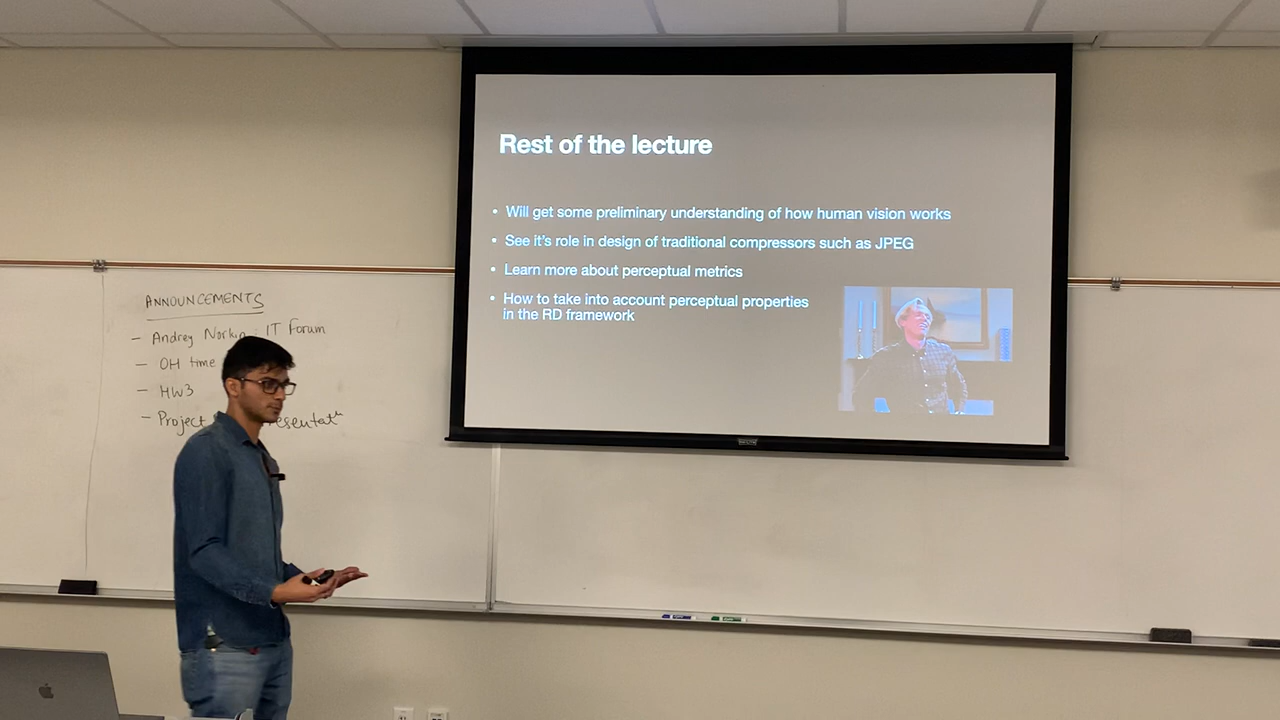 Rest of the lecture
• Will get some preliminary understanding of how human vision works
• See it's role in design of traditional compressors such as JPEG
• Learn more about perceptual metrics
• How to take into account perceptual properties
in the RD framework
ANNOUNCEMENTS
- Andrey Norkin : IT Forum
- OH time
- HW3
- Project